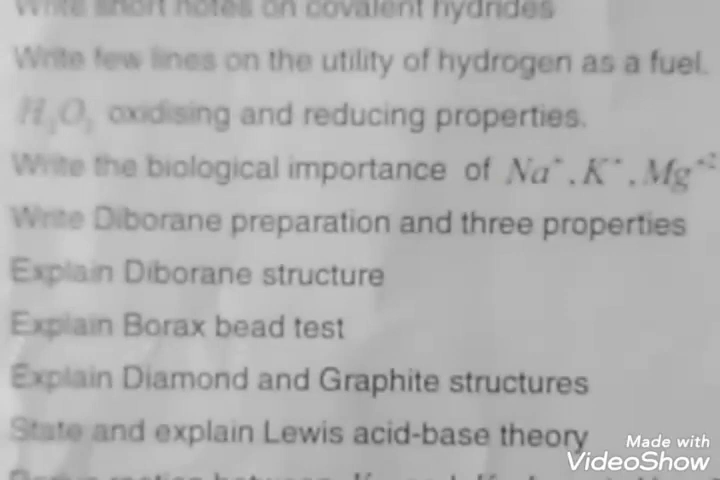 Write short notes on covalent hydrides
Write few lines on the utility of hydrogen as a fuel.
H₂O₂ oxidising and reducing properties.
Write the biological importance of Na⁺, K⁺, Mg⁺²
Write Diborane preparation and three properties
Explain Diborane structure
Explain Borax bead test
Explain Diamond and Graphite structures
State and explain Lewis acid-base theory
Made with
VideoShow